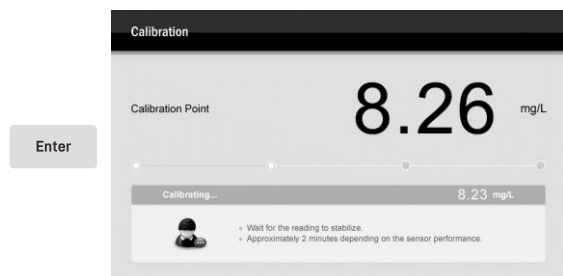 Calibration
Calibration Point 8.26 mg/L
Enter
Calibrating... 8.23 mg/L
Wait for the reading to stabilize.
Approximately 2 minutes depending on the sensor performance.